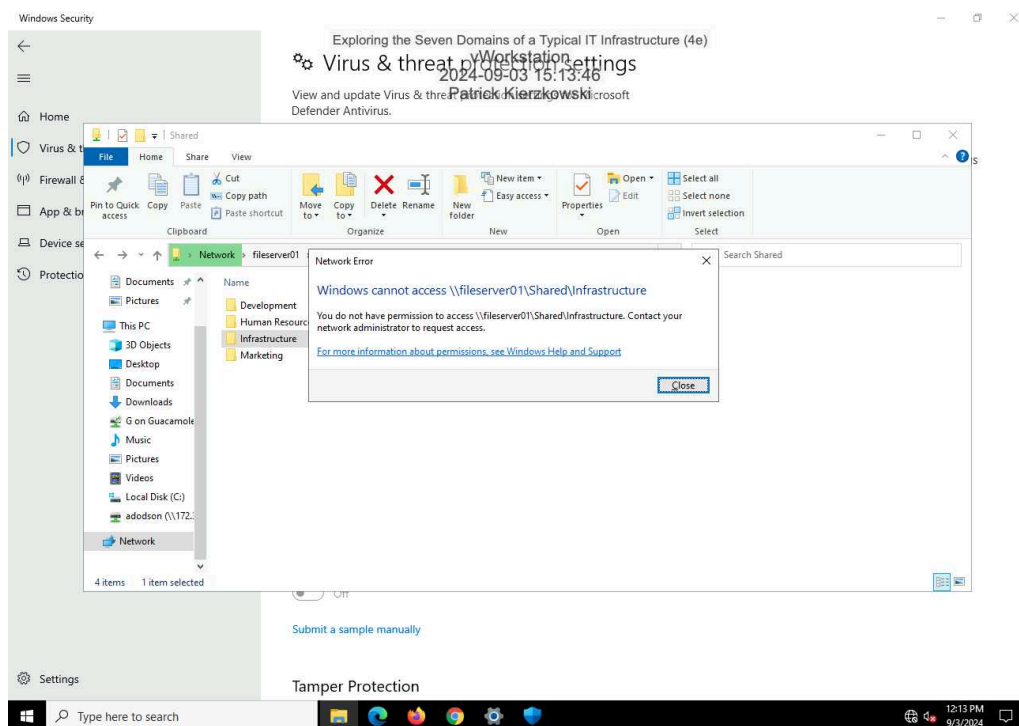 Windows Security
Exploring the Seven Domains of a Typical IT Infrastructure (4e)
vWorkstation
2024-09-03 15:13:46
Patrick Kierzkowski
Virus & threat protection settings
View and update Virus & threat protection settings for Microsoft
Defender Antivirus.
Home
Virus & t
Firewall &
App & br
Device se
Protectio
Settings
Shared
File Home Share View
Pin to Quick access
Copy
Paste
Cut
Copy path
Paste shortcut
Clipboard
Move to
Copy to
Delete
Rename
Organize
New folder
New item
Easy access
New
Properties
Open
Edit
Open
Select all
Select none
Invert selection
Select
Network > fileserver01
Search Shared
Documents
Pictures
This PC
3D Objects
Desktop
Documents
Downloads
G on Guacamole
Music
Pictures
Videos
Local Disk (C:)
adodson (\\172.
Network
Name
Development
Human Resourc
Infrastructure
Marketing
Network Error
Windows cannot access \\fileserver01\Shared\Infrastructure
You do not have permission to access \\fileserver01\Shared\Infrastructure. Contact your
network administrator to request access.
For more information about permissions, see Windows Help and Support
Close
4 items 1 item selected
s
Off
Submit a sample manually
Tamper Protection
Type here to search
12:13 PM
9/3/2024